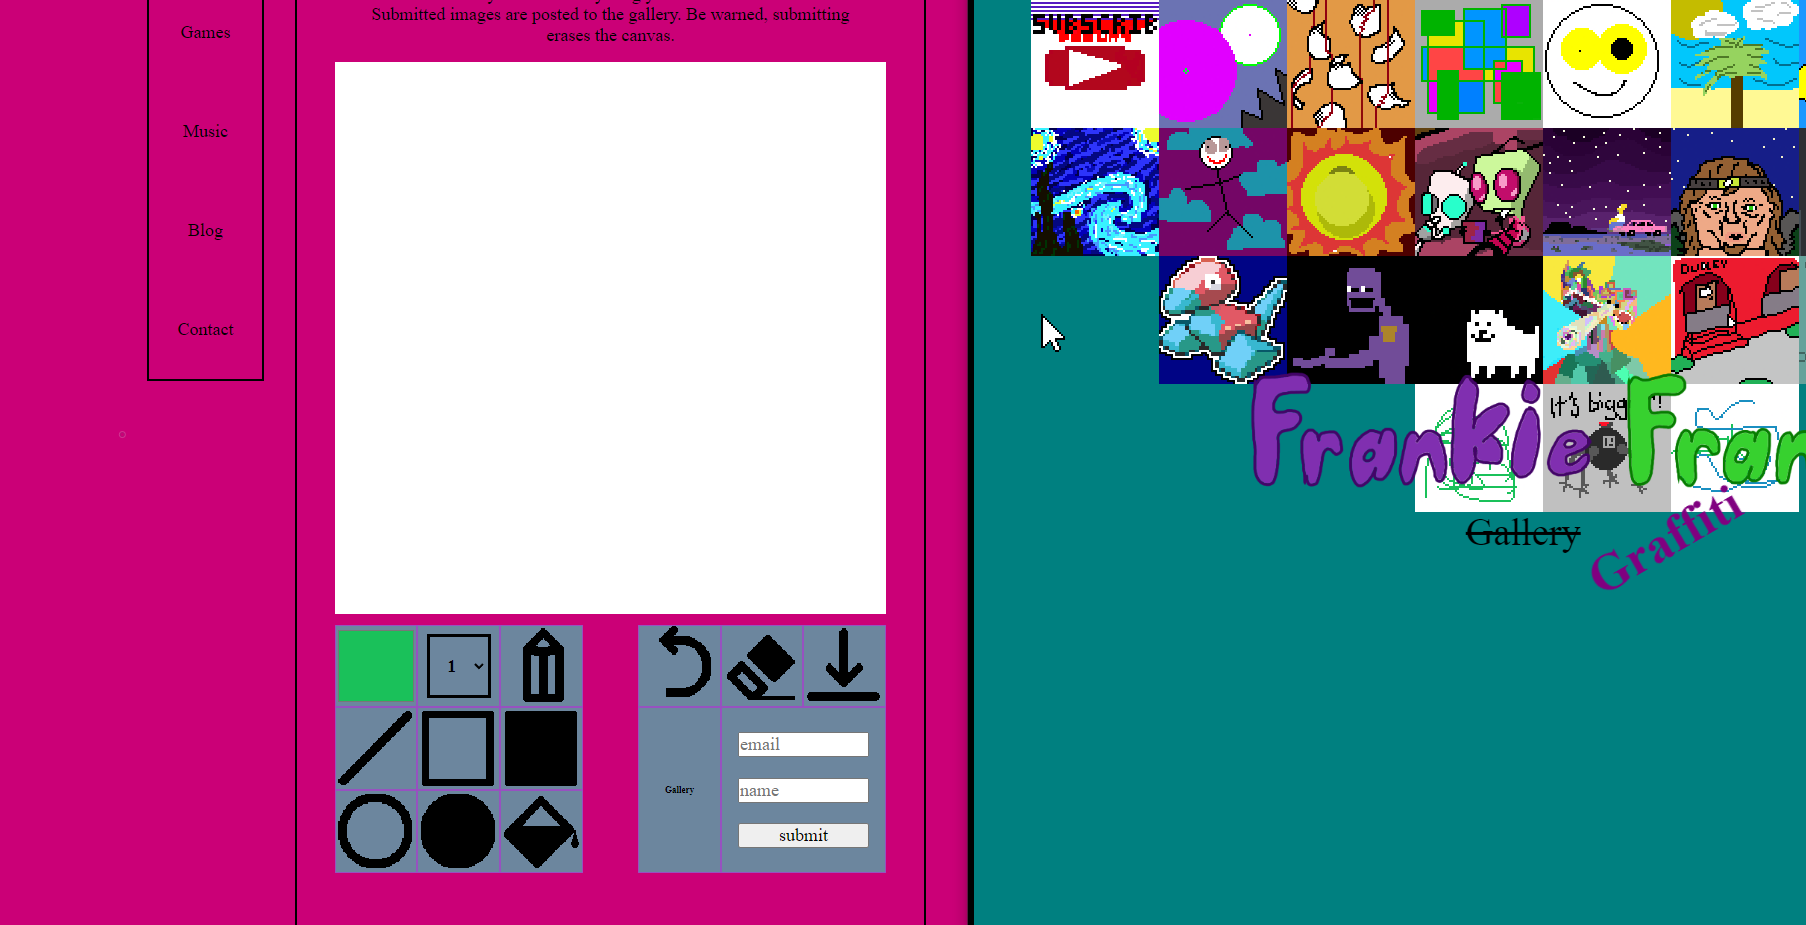 Games
Music
Blog
Contact
Submitted images are posted to the gallery. Be warned, submitting
erases the canvas.
1
Gallery
email
name
submit
DUDLEY
It's bigg
Frankie Fran
Gallery
Graffiti